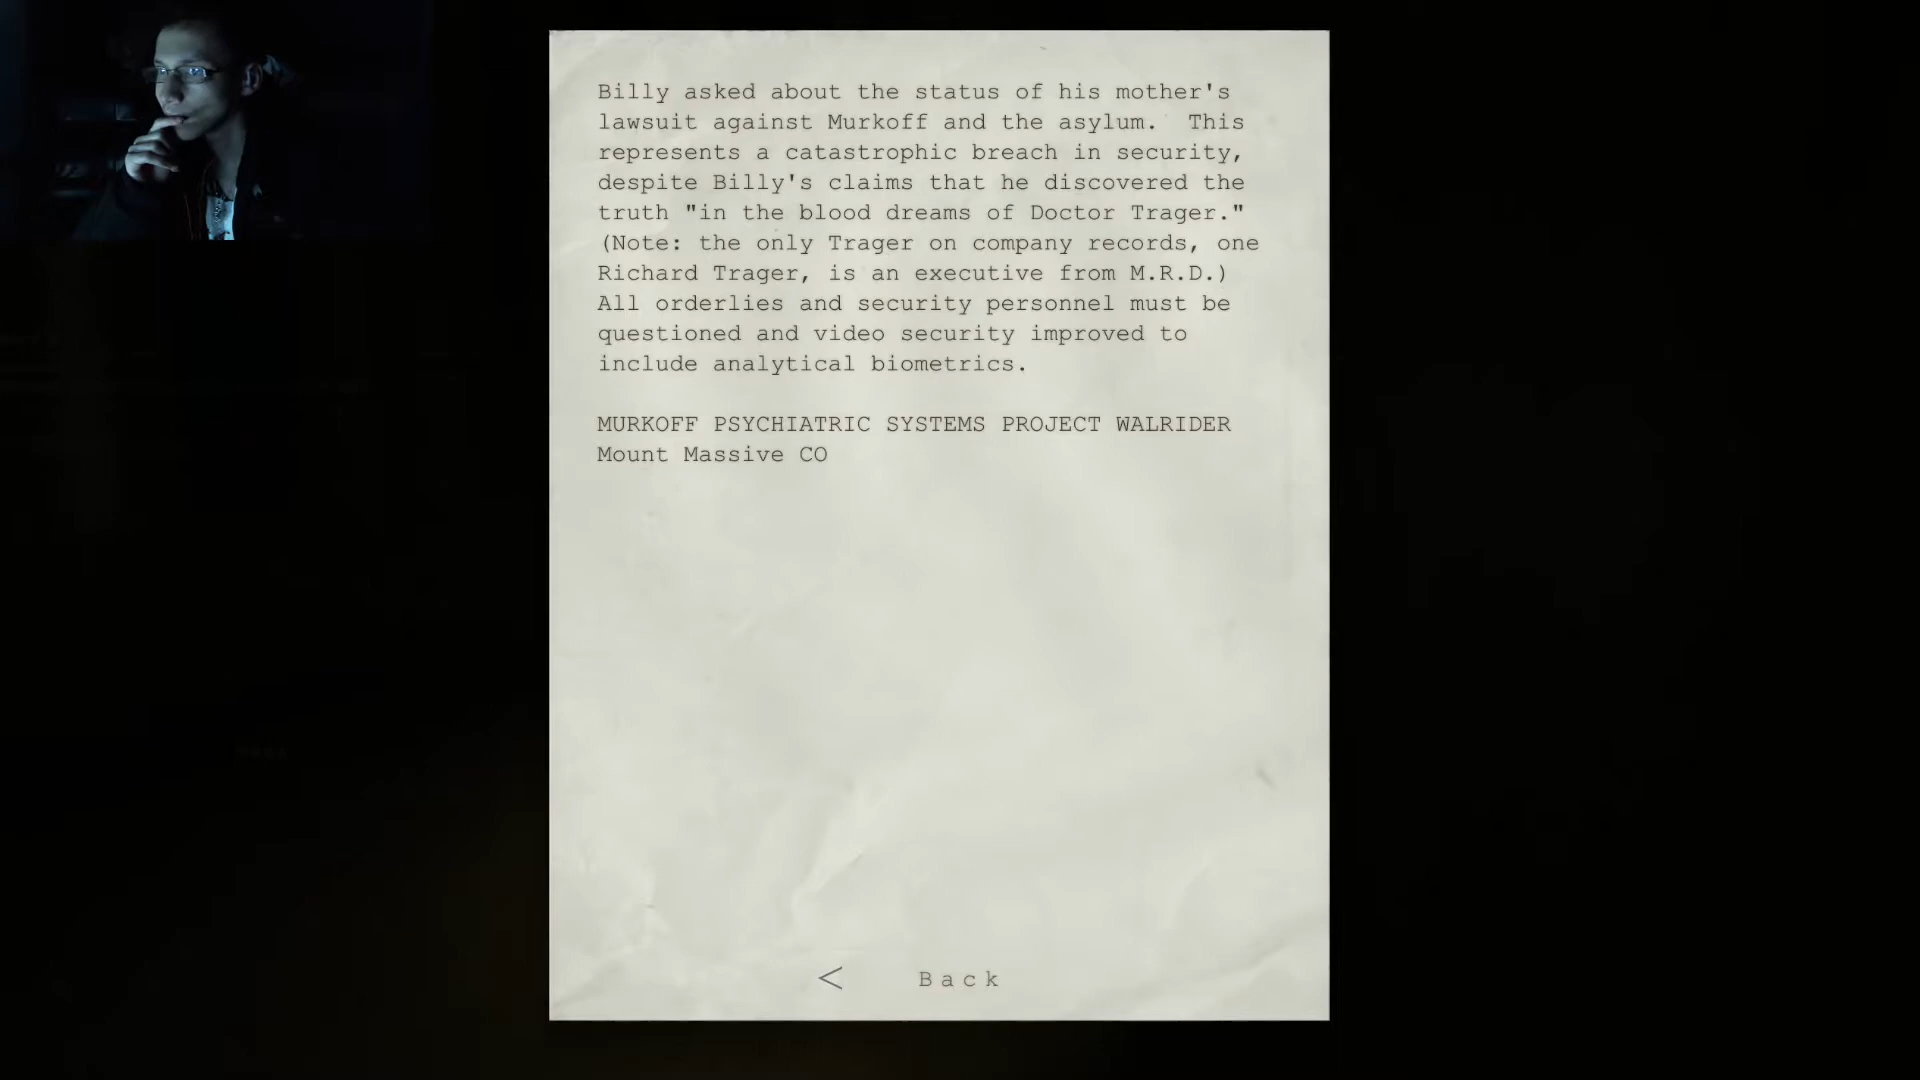 Billy asked about the status of his mother's
lawsuit against Murkoff and the asylum.  This
represents a catastrophic breach in security,
despite Billy's claims that he discovered the
truth "in the blood dreams of Doctor Trager."
(Note: the only Trager on company records, one
Richard Trager, is an executive from M.R.D.)
All orderlies and security personnel must be
questioned and video security improved to
include analytical biometrics.
MURKOFF PSYCHIATRIC SYSTEMS PROJECT WALRIDER
Mount Massive CO
< Back